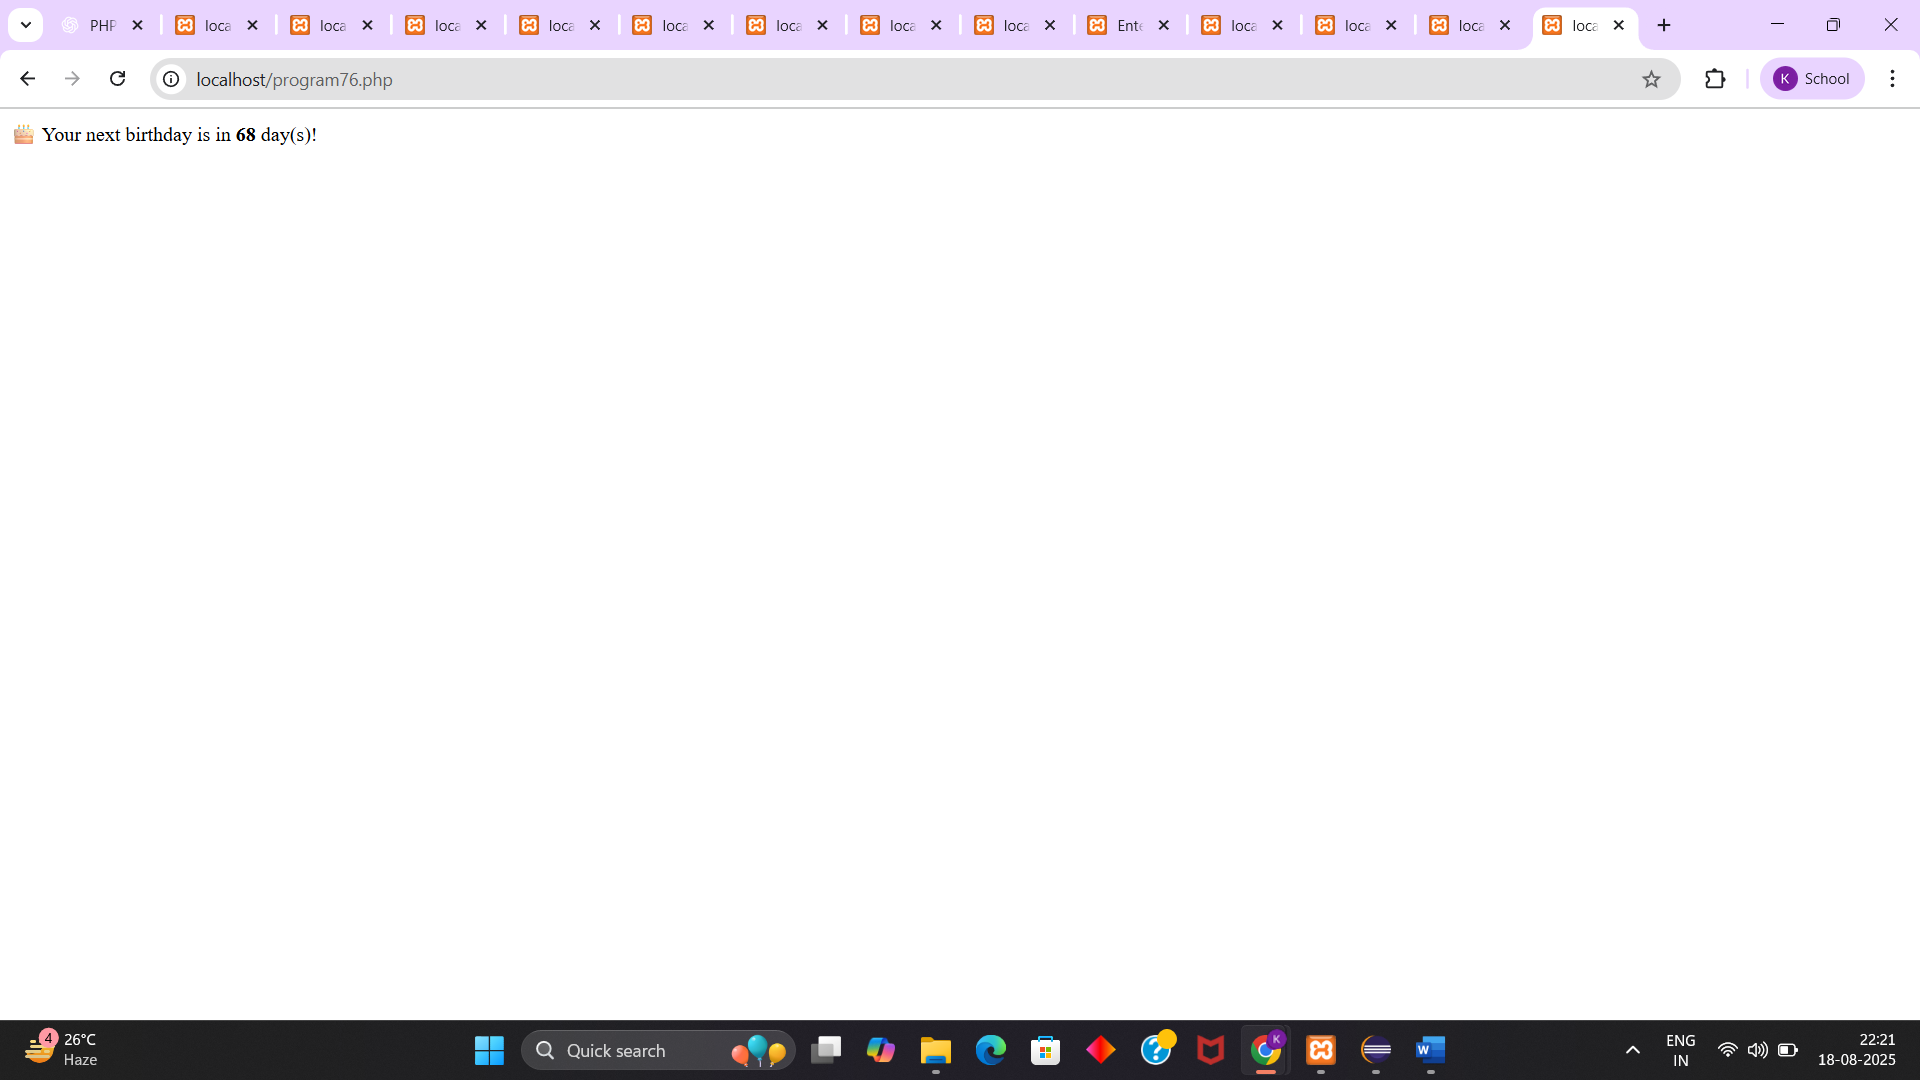 PHP
loca
loca
loca
loca
loca
loca
loca
loca
Ente
loca
loca
loca
loca
localhost/program76.php
K School
🎂 Your next birthday is in 68 day(s)!
4
26°C
Haze
Quick search
K
W
ENG
IN
22:21
18-08-2025